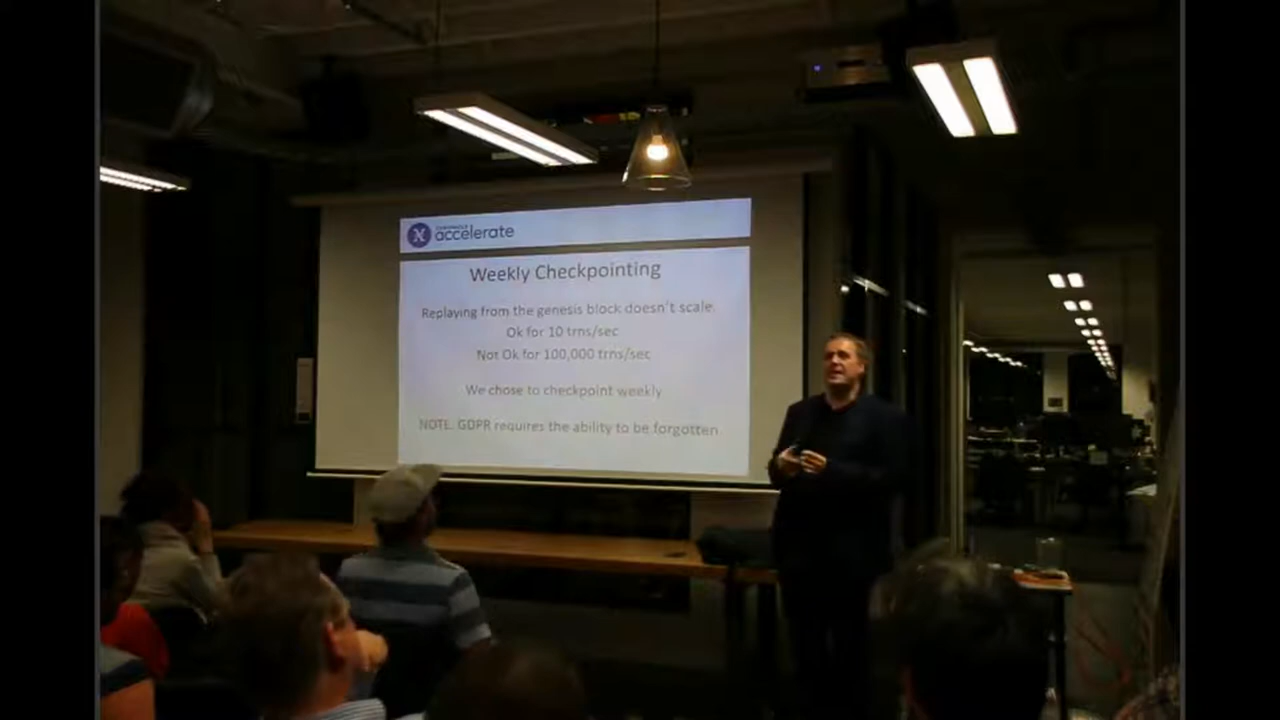 accelerate
Weekly Checkpointing
Replaying from the genesis block doesn't scale.
Ok for 10 trns/sec
Not Ok for 100,000 trns/sec
We chose to checkpoint weekly
NOTE. GDPR requires the ability to be forgotten